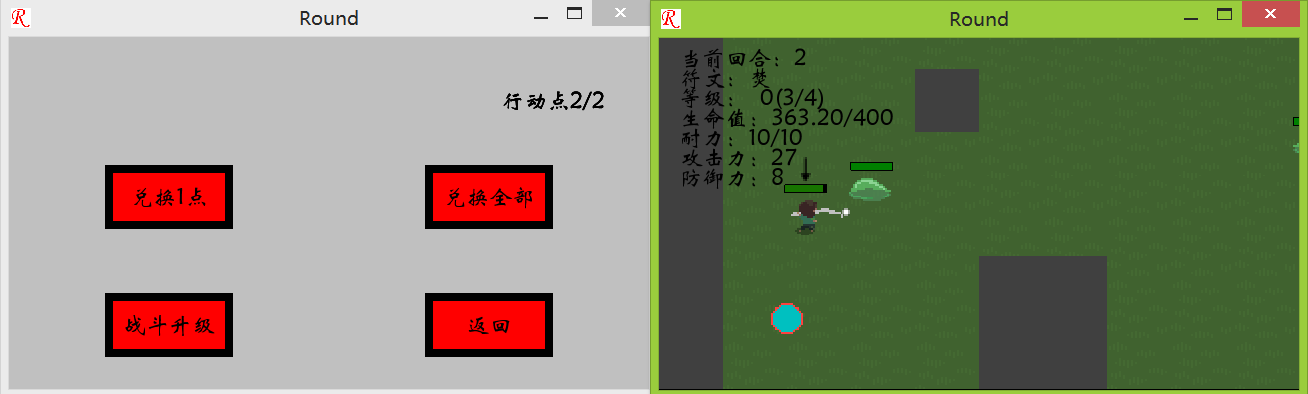 R
Round
行动点2/2
兑换1点
兑换全部
战斗升级
返回
R
Round
当前回合：2
符文：焚
等级： 0(3/4)
生命值：363.20/400
耐力：10/10
攻击力：27
防御力：8